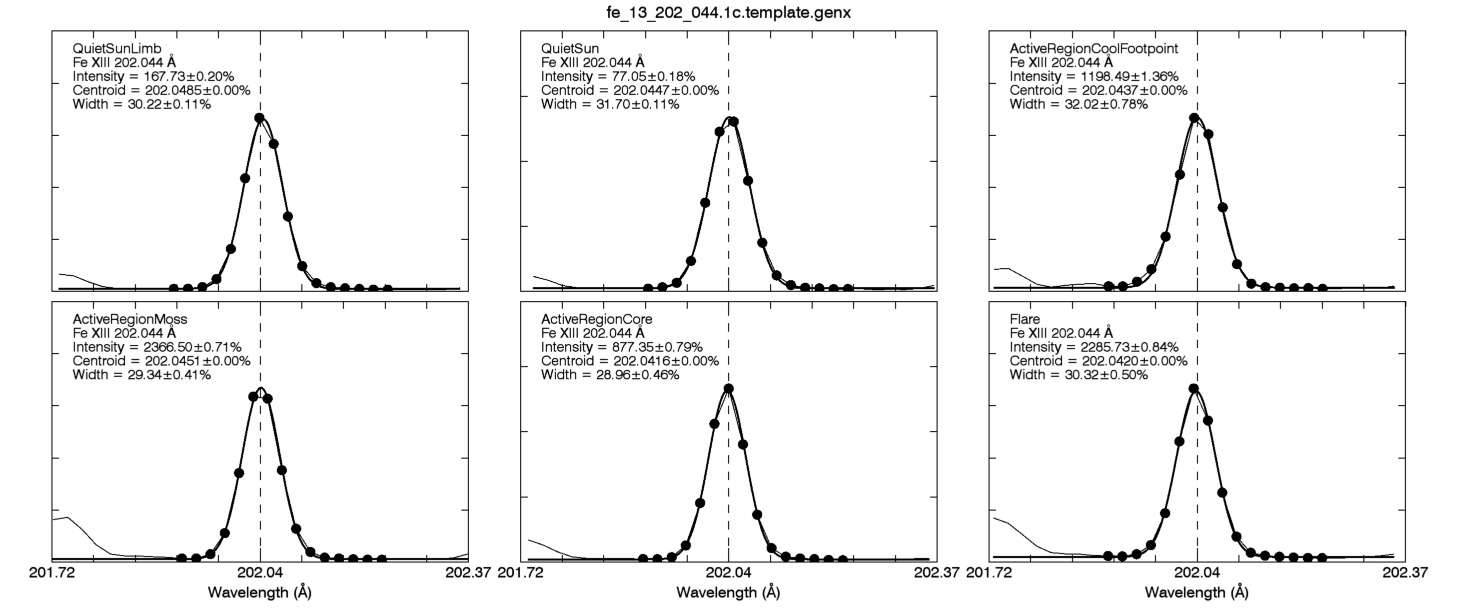 fe_13_202_044.1c.template.genx
QuietSunLimb
Fe XIII 202.044 Å
Intensity = 167.73±0.20%
Centroid = 202.0485±0.00%
Width = 30.22±0.11%
QuietSun
Fe XIII 202.044 Å
Intensity = 77.05±0.18%
Centroid = 202.0447±0.00%
Width = 31.70±0.11%
ActiveRegionCoolFootpoint
Fe XIII 202.044 Å
Intensity = 1198.49±1.36%
Centroid = 202.0437±0.00%
Width = 32.02±0.78%
ActiveRegionMoss
Fe XIII 202.044 Å
Intensity = 2366.50±0.71%
Centroid = 202.0451±0.00%
Width = 29.34±0.41%
ActiveRegionCore
Fe XIII 202.044 Å
Intensity = 877.35±0.79%
Centroid = 202.0416±0.00%
Width = 28.96±0.46%
Flare
Fe XIII 202.044 Å
Intensity = 2285.73±0.84%
Centroid = 202.0420±0.00%
Width = 30.32±0.50%
201.72 202.04 202.37 201.72 202.04 202.37 201.72 202.04 202.37
Wavelength (Å) Wavelength (Å) Wavelength (Å)